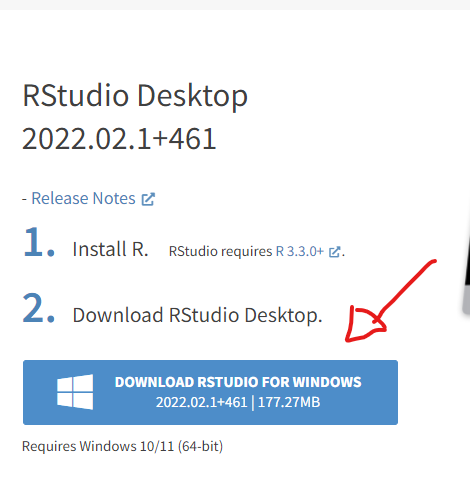 RStudio Desktop
2022.02.1+461
- Release Notes
1. Install R. RStudio requires R 3.3.0+.
2. Download RStudio Desktop.
DOWNLOAD RSTUDIO FOR WINDOWS
2022.02.1+461 | 177.27MB
Requires Windows 10/11 (64-bit)